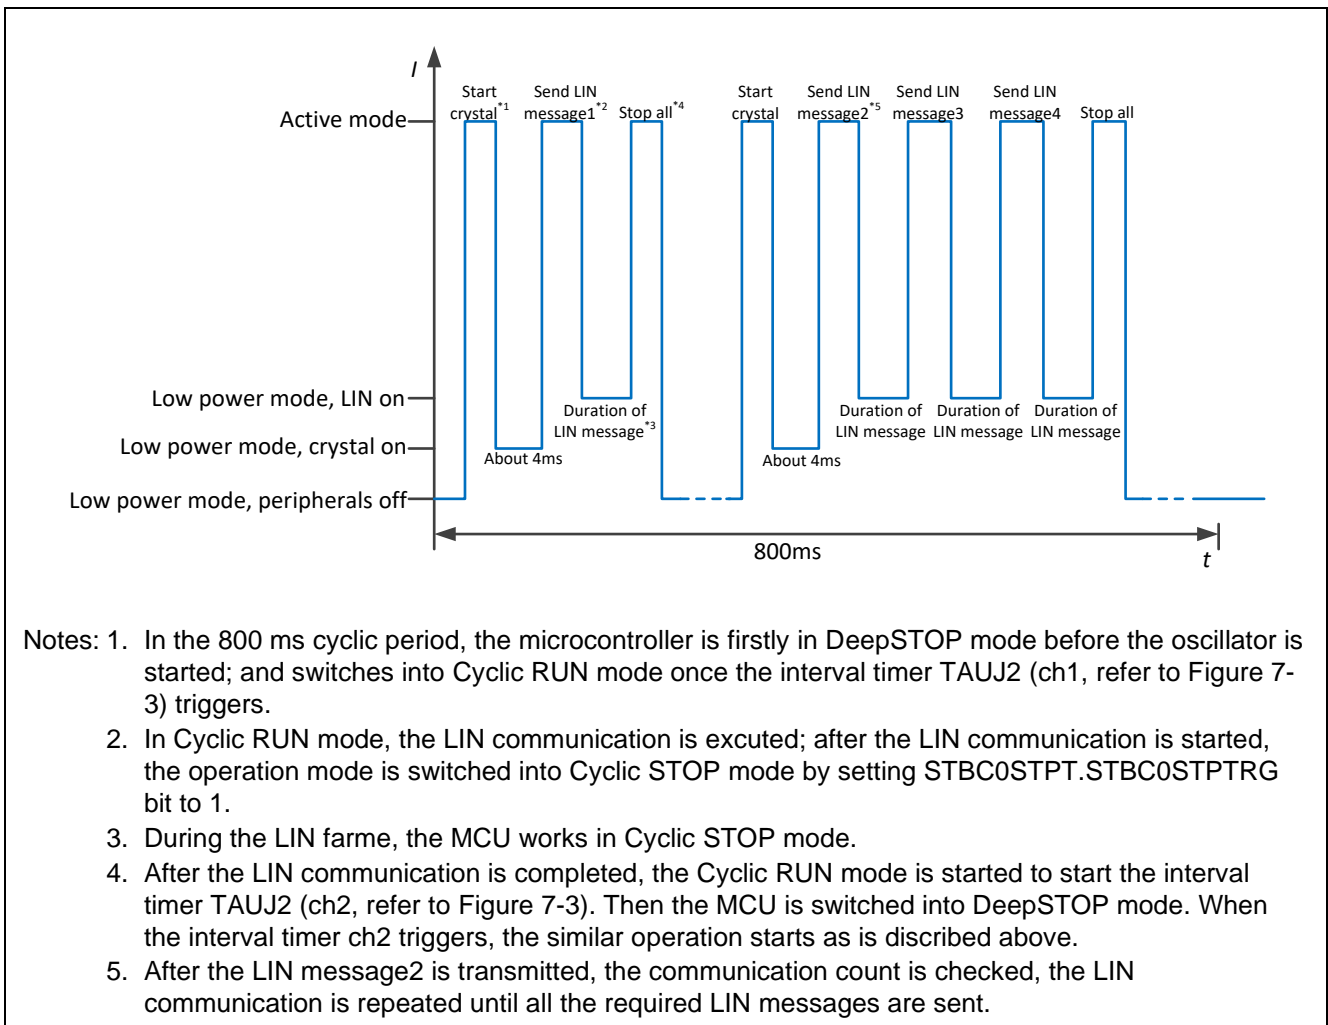 I
Start crystal*1
Send LIN message1*2
Stop all*4
Start crystal
Send LIN message2*5
Send LIN message3
Send LIN message4
Stop all
Active mode
Low power mode, LIN on
Duration of LIN message*3
Duration of LIN message
Duration of LIN message
Duration of LIN message
Low power mode, crystal on
About 4ms
About 4ms
Low power mode, peripherals off
800ms
t
Notes: 1. In the 800 ms cyclic period, the microcontroller is firstly in DeepSTOP mode before the oscillator is
started; and switches into Cyclic RUN mode once the interval timer TAUJ2 (ch1, refer to Figure 7-
3) triggers.
2. In Cyclic RUN mode, the LIN communication is excuted; after the LIN communication is started,
the operation mode is switched into Cyclic STOP mode by setting STBC0STPT.STBC0STPTRG
bit to 1.
3. During the LIN farme, the MCU works in Cyclic STOP mode.
4. After the LIN communication is completed, the Cyclic RUN mode is started to start the interval
timer TAUJ2 (ch2, refer to Figure 7-3). Then the MCU is switched into DeepSTOP mode. When
the interval timer ch2 triggers, the similar operation starts as is discribed above.
5. After the LIN message2 is transmitted, the communication count is checked, the LIN
communication is repeated until all the required LIN messages are sent.